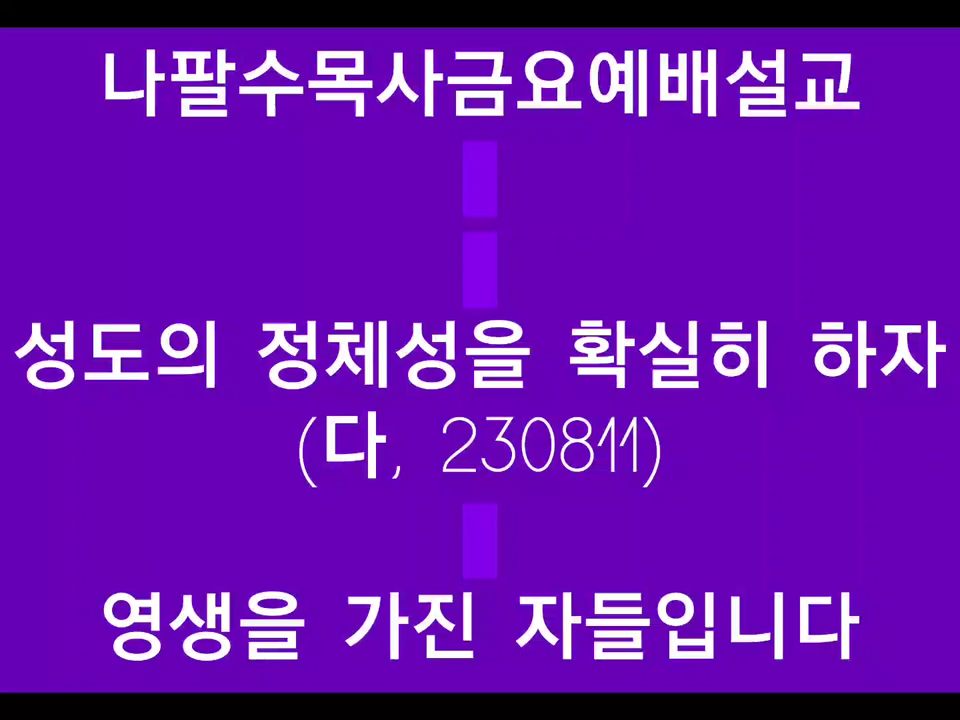 나팔수목사금요예배설교
성도의 정체성을 확실히 하자
(다, 230811)
영생을 가진 자들입니다